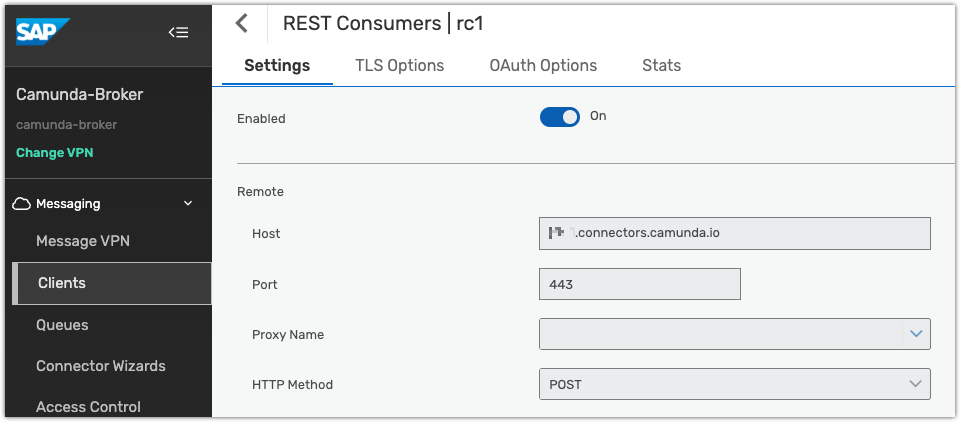 SAP
REST Consumers | rc1
Camunda-Broker
camunda-broker
Change VPN
Messaging
Message VPN
Clients
Queues
Connector Wizards
Access Control
Settings TLS Options OAuth Options Stats
Enabled On
Remote
Host .connectors.camunda.io
Port 443
Proxy Name
HTTP Method POST